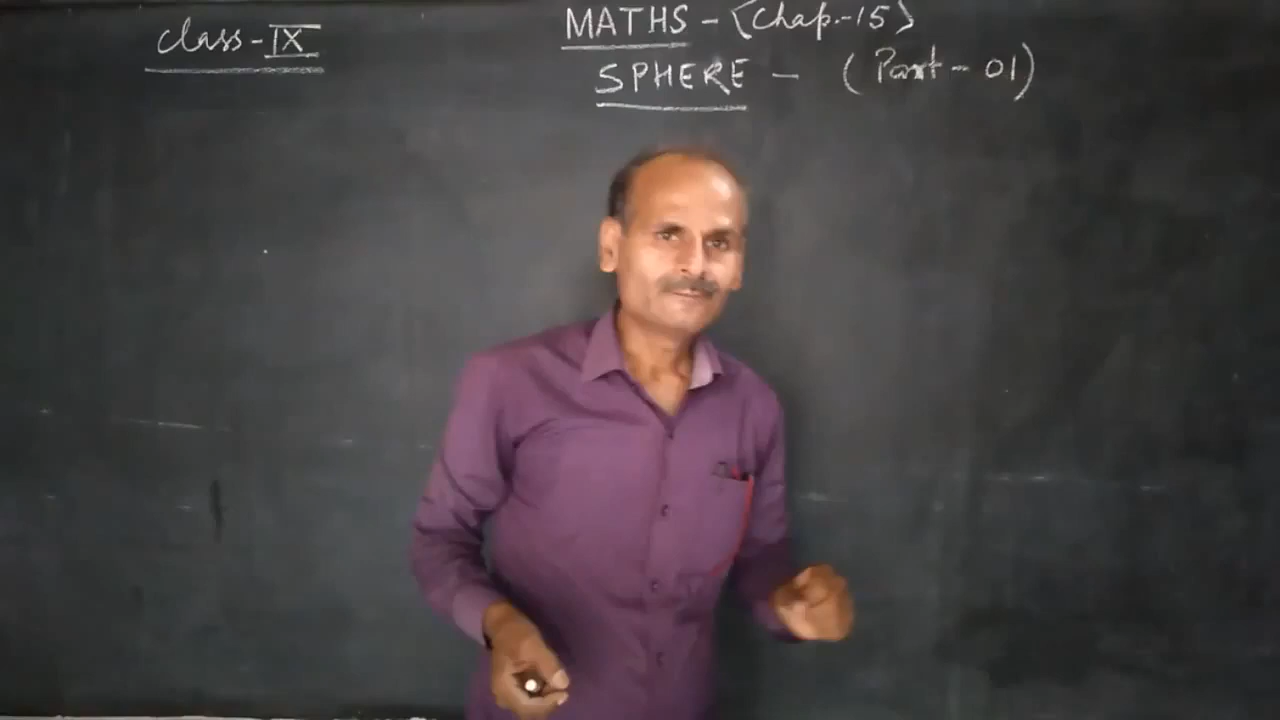 class-IX
MATHS - {Chap.-15}
SPHERE - (Part-01)